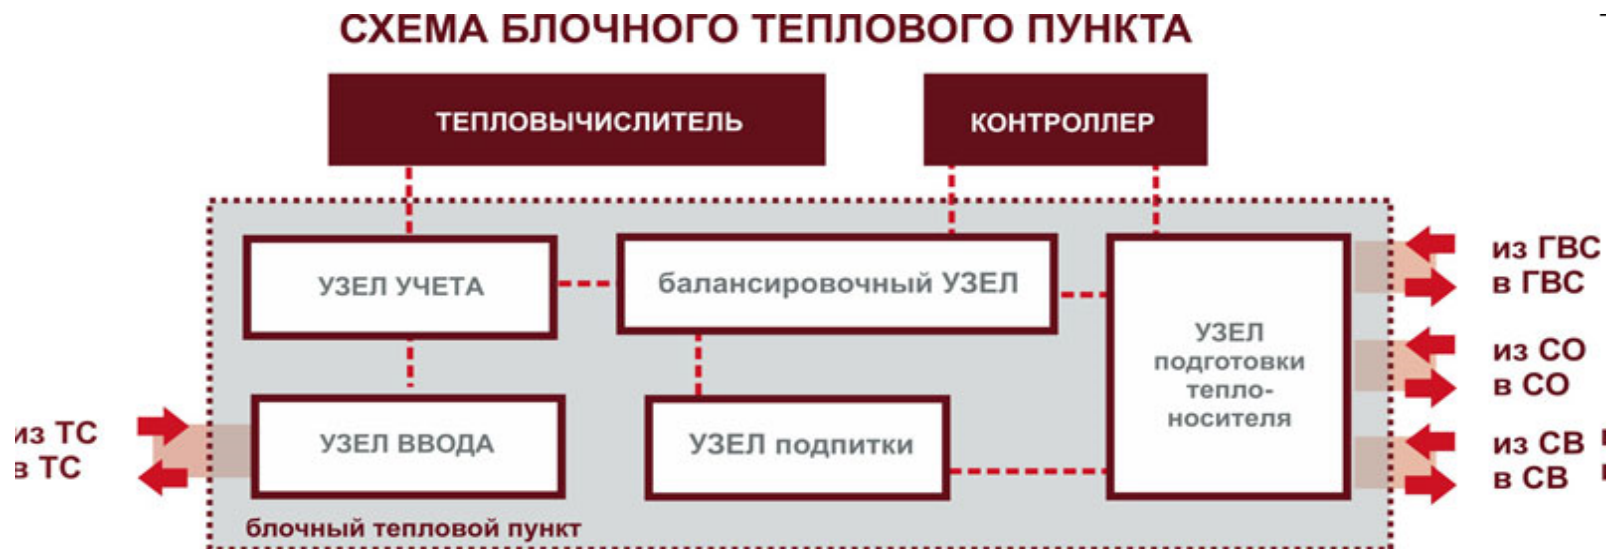 СХЕМА БЛОЧНОГО ТЕПЛОВОГО ПУНКТА
ТЕПЛОВЫЧИСЛИТЕЛЬ
КОНТРОЛЛЕР
УЗЕЛ УЧЕТА
балансировочный УЗЕЛ
УЗЕЛ
подготовки
тепло-
носителя
из ГВС
в ГВС
из СО
в СО
из СВ
в СВ
из ТС
в ТС
УЗЕЛ ВВОДА
УЗЕЛ подпитки
блочный тепловой пункт